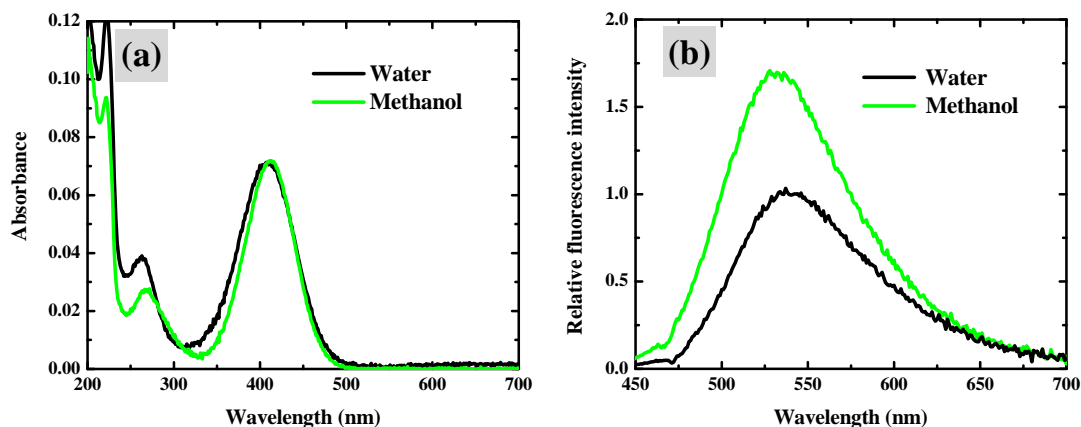 (a)
Water
Methanol
Absorbance
0.12
0.10
0.08
0.06
0.04
0.02
0.00
200
300
400
500
600
700
Wavelength (nm)
(b)
Water
Methanol
Relative fluorescence intensity
2.0
1.5
1.0
0.5
0.0
450
500
550
600
650
700
Wavelength (nm)